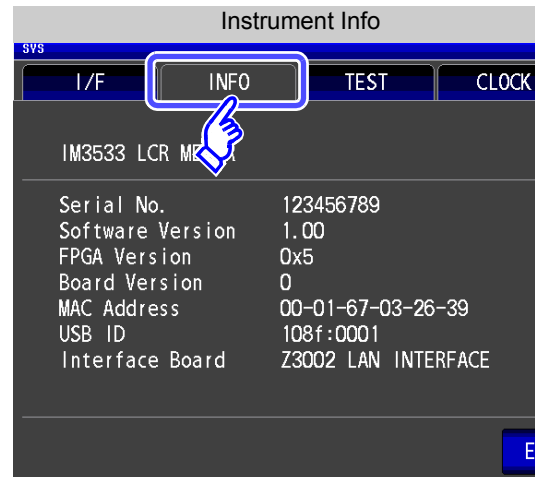 Instrument Info
SYS
I/F INFO TEST CLOCK
IM3533 LCR
Serial No. 123456789
Software Version 1.00
FPGA Version 0x5
Board Version 0
MAC Address 00-01-67-03-26-39
USB ID 108f:0001
Interface Board Z3002 LAN INTERFACE